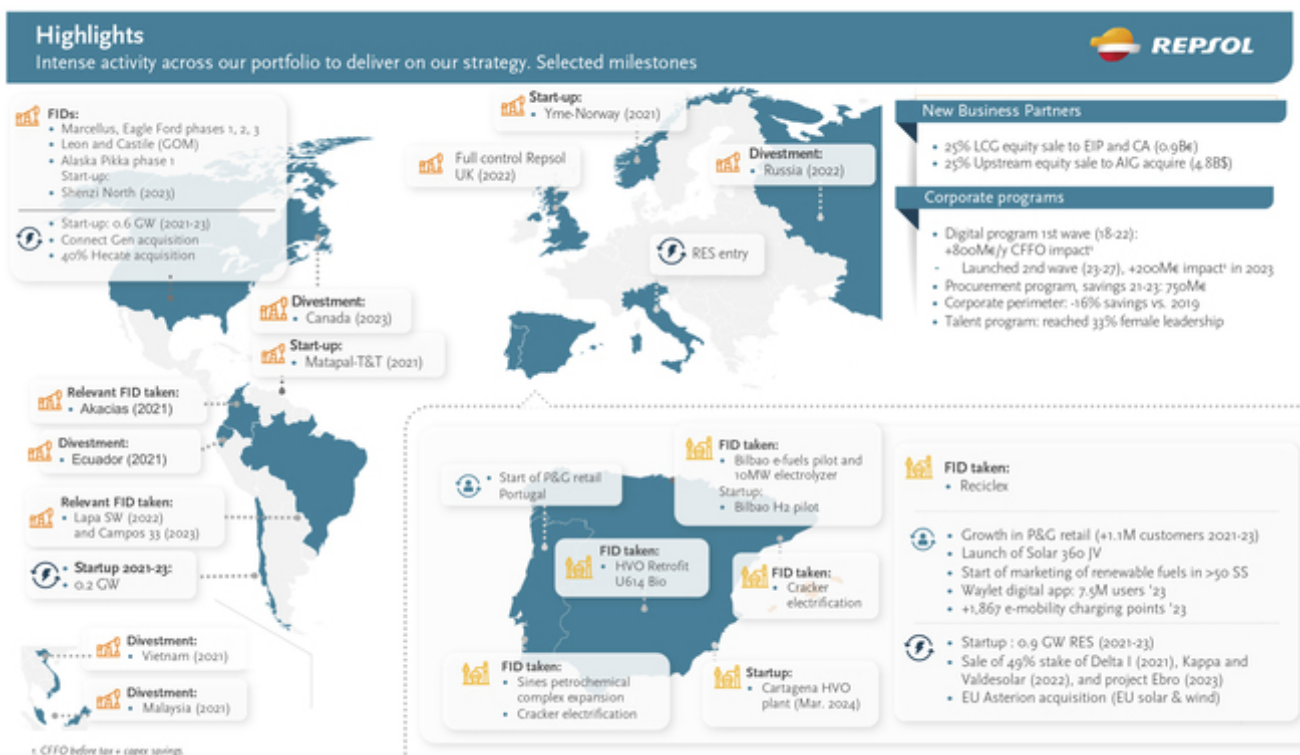 Highlights
Intense activity across our portfolio to deliver on our strategy. Selected milestones
REPSOL
FIDs:
• Marcellus, Eagle Ford phases 1, 2, 3
• Leon and Castile (GOM)
• Alaska Pikka phase 1
Start-up:
• Shenzi North (2023)
• Start-up: 0.6 GW (2021-23)
• Connect Gen acquisition
• 40% Hecate acquisition
Divestment:
• Canada (2023)
Start-up:
• Matapal-T&T (2021)
Relevant FID taken:
• Akacias (2021)
Divestment:
• Ecuador (2021)
Relevant FID taken:
• Lapa SW (2022)
and Campos 33 (2023)
• Startup 2021-23:
• 0.2 GW
Divestment:
• Vietnam (2021)
Divestment:
• Malaysia (2021)
1. CFFO before tax + capex savings.
Start-up:
• Yme-Norway (2021)
Full control Repsol
UK (2022)
Divestment:
• Russia (2022)
RES entry
New Business Partners
• 25% LCG equity sale to EIP and CA (0.9B€)
• 25% Upstream equity sale to AIG acquire (4.8B$)
Corporate programs
• Digital program 1st wave (18-22):
+800M€/y CFFO impact¹
- Launched 2nd wave (23-27), +200M€ impact¹ in 2023
• Procurement program, savings 21-23: 750M€
• Corporate perimeter: -16% savings vs. 2019
• Talent program: reached 33% female leadership
• Start of P&G retail
Portugal
FID taken:
• Bilbao e-fuels pilot and
10MW electrolyzer
Startup:
• Bilbao H2 pilot
FID taken:
• HVO Retrofit
U614 Bio
FID taken:
• Cracker
electrification
FID taken:
• Sines petrochemical
complex expansion
• Cracker electrification
Startup:
• Cartagena HVO
plant (Mar. 2024)
FID taken:
• Reciclex
• Growth in P&G retail (+1.1M customers 2021-23)
• Launch of Solar 360 JV
• Start of marketing of renewable fuels in >50 SS
• Waylet digital app: 7.5M users '23
• +1,867 e-mobility charging points '23
• Startup : 0.9 GW RES (2021-23)
• Sale of 49% stake of Delta I (2021), Kappa and
Valdesolar (2022), and project Ebro (2023)
• EU Asterion acquisition (EU solar & wind)